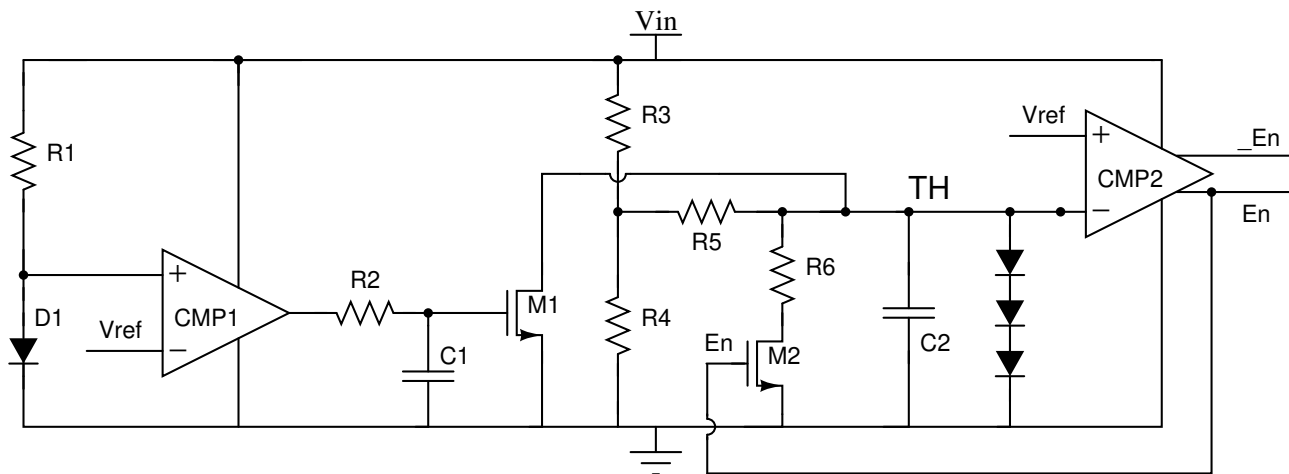 Vin
R1
D1
Vref
+
−
CMP1
R2
C1
M1
R3
R4
R5
R6
En
M2
TH
C2
Vref
+
−
CMP2
_En
En